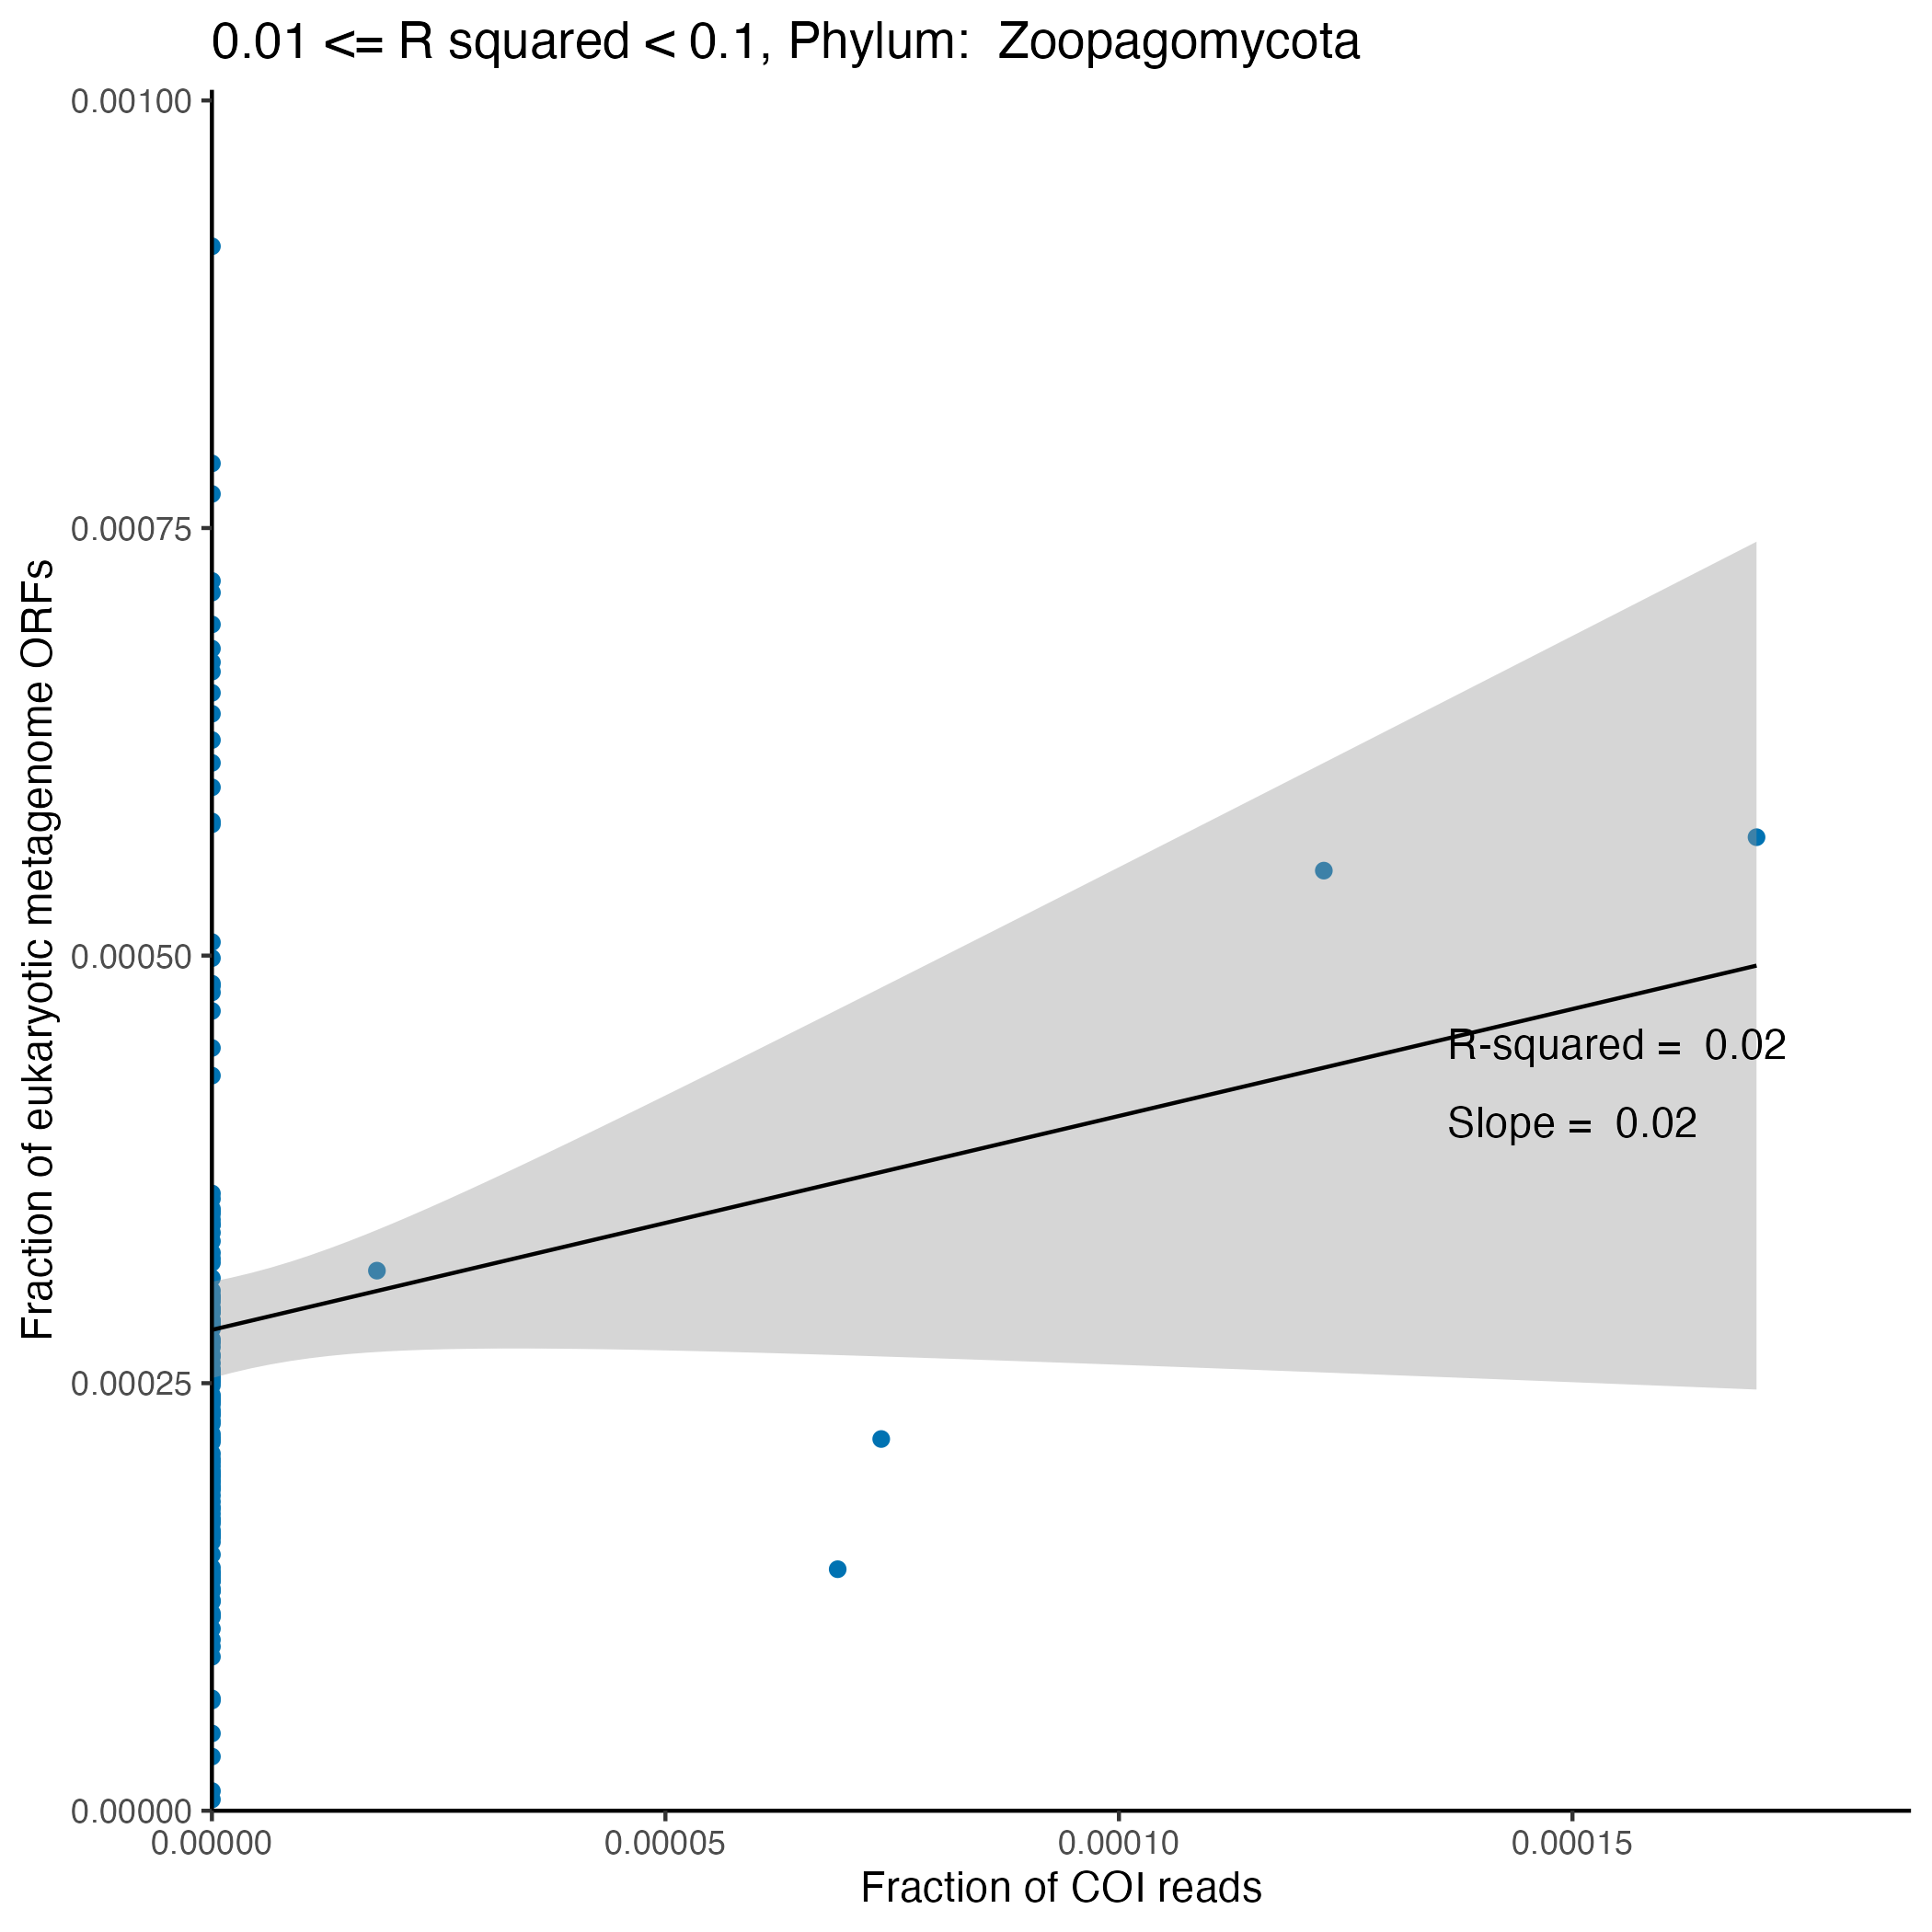 0.01 <= R squared < 0.1, Phylum:  Zoopagomycota
0.00100
0.00075
0.00050
0.00025
0.00000
Fraction of eukaryotic metagenome ORFs
R-squared =  0.02
Slope =  0.02
0.00000
0.00005
0.00010
0.00015
Fraction of COI reads